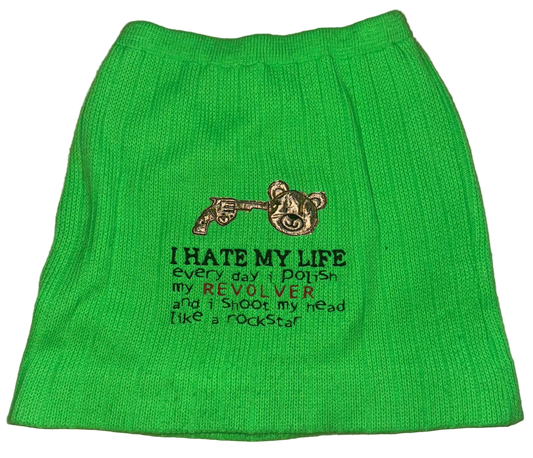 I HATE MY LIFE
every day i polish
my REVOLVER
and i shoot my head
like a rockstar